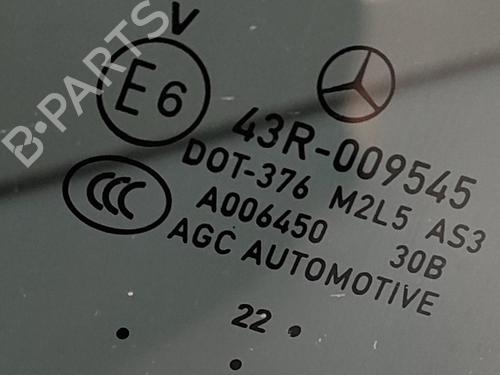 V
E6
43R-009545
DOT-376 M2L5 AS3
CCC
A006450 30B
AGC AUTOMOTIVE
22
B-PARTS